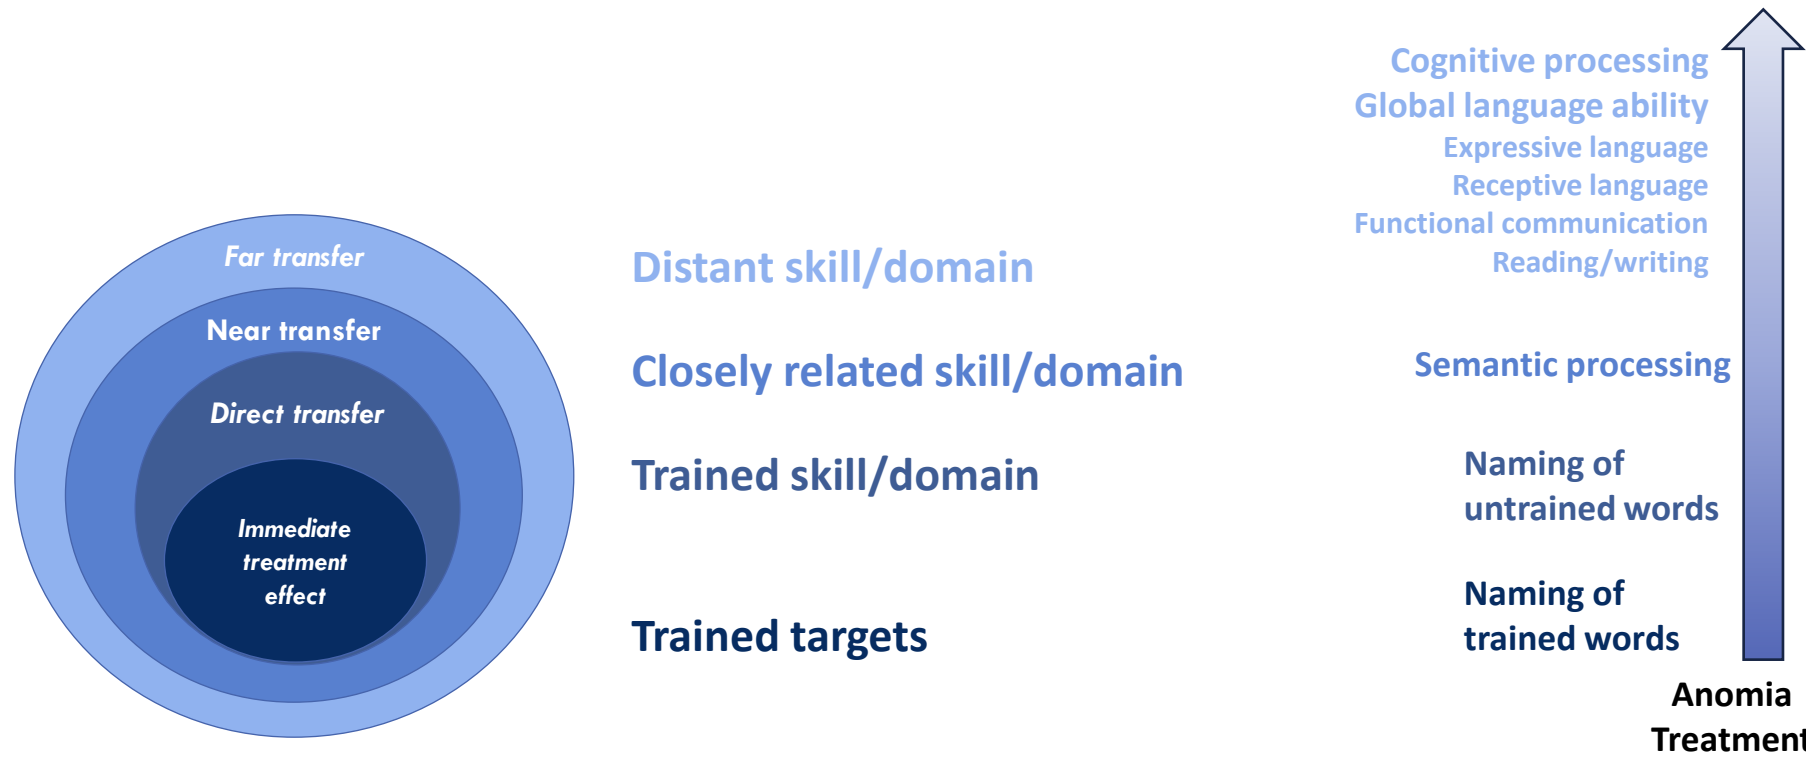 Far transfer
Near transfer
Direct transfer
Immediate
treatment
effect
Distant skill/domain
Closely related skill/domain
Trained skill/domain
Trained targets
Cognitive processing
Global language ability
Expressive language
Receptive language
Functional communication
Reading/writing
Semantic processing
Naming of
untrained words
Naming of
trained words
Anomia
Treatment